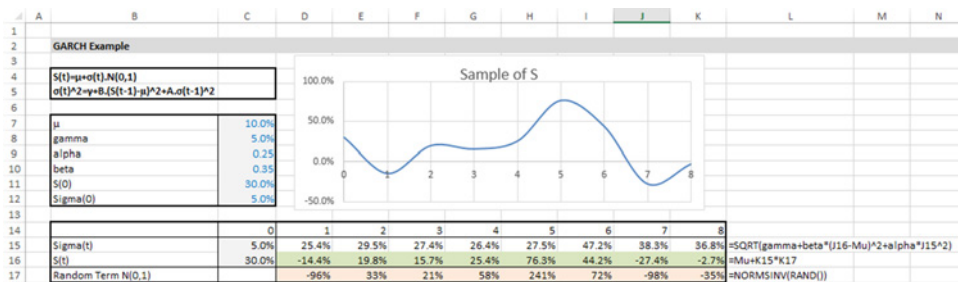 A B C D E F G H I J K L M N
1
2 GARCH Example
3
4 S(t)=μ+σ(t).N(0,1)
5 σ(t)^2=γ+B.(S(t-1)-μ)^2+A.σ(t-1)^2
6
Sample of S
100.0%
50.0%
0.0%
-50.0%
0 1 2 3 4 5 6 7 8
7 μ 10.0%
8 gamma 5.0%
9 alpha 0.25
10 beta 0.35
11 S(0) 30.0%
12 Sigma(0) 5.0%
13
14 0 1 2 3 4 5 6 7 8
15 Sigma(t) 5.0% 25.4% 29.5% 27.4% 26.4% 27.5% 47.2% 38.3% 36.8% =SQRT(gamma+beta*(J16-Mu)^2+alpha*J15^2)
16 S(t) 30.0% -14.4% 19.8% 15.7% 25.4% 76.3% 44.2% -27.4% -2.7% =Mu+K15*K17
17 Random Term N(0,1) -96% 33% 21% 58% 241% 72% -98% -35% =NORMSINV(RAND())